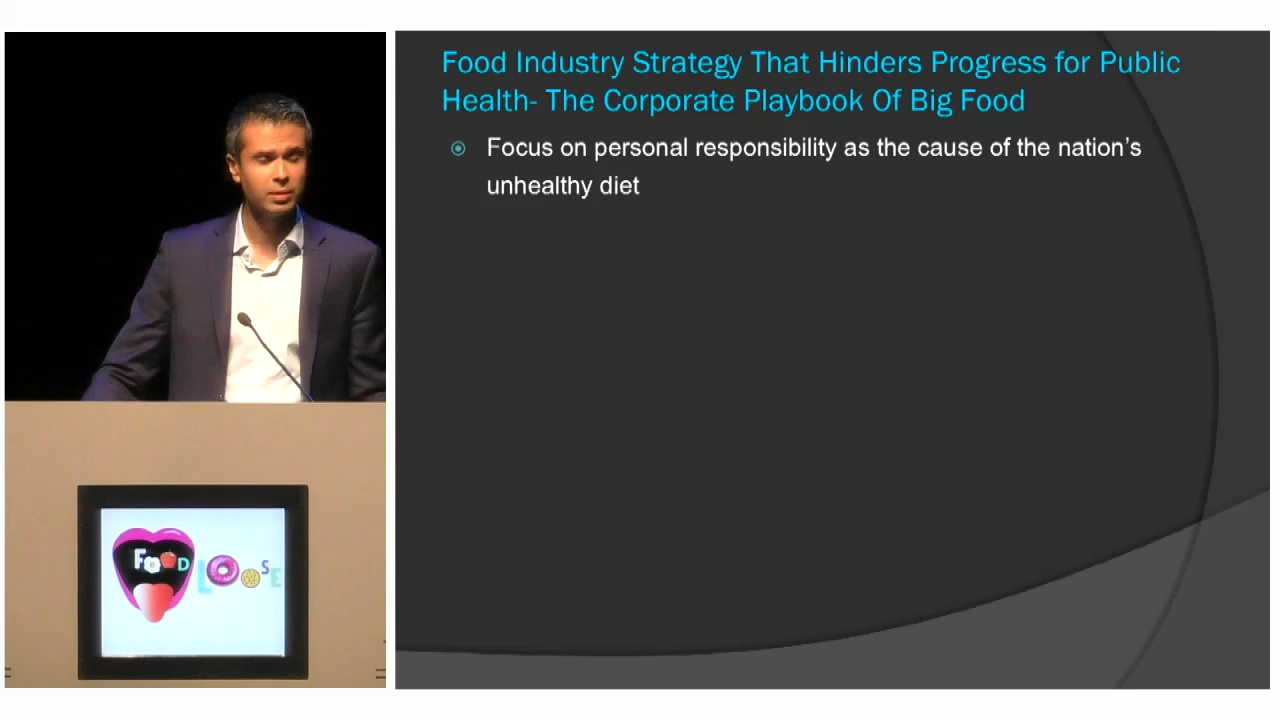 Food Industry Strategy That Hinders Progress for Public
Health- The Corporate Playbook Of Big Food
Focus on personal responsibility as the cause of the nation’s
unhealthy diet
FOOD
LOOSE